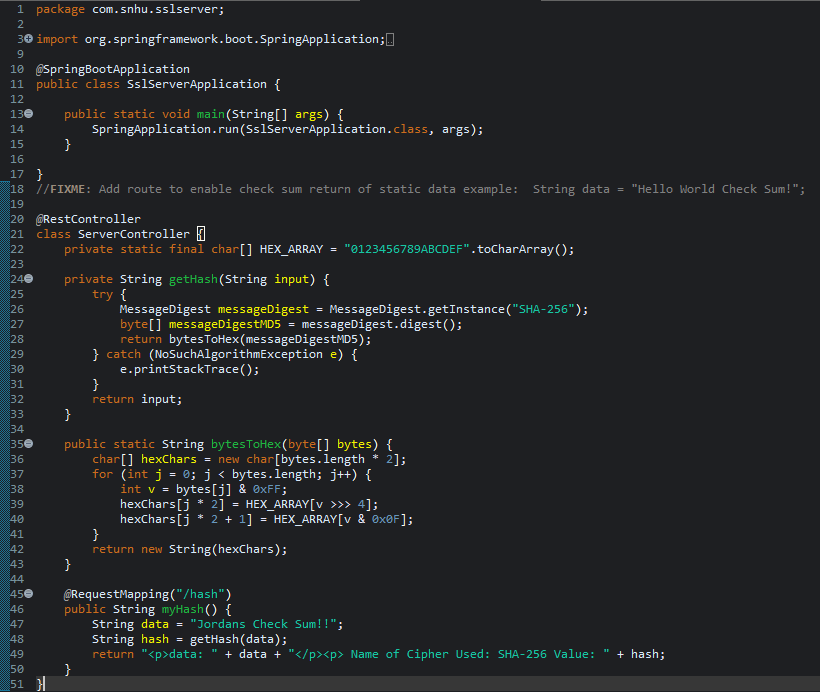 1 package com.snhu.sslserver;
2
3 import org.springframework.boot.SpringApplication;
9
10 @SpringBootApplication
11 public class SslServerApplication {
12
13     public static void main(String[] args) {
14         SpringApplication.run(SslServerApplication.class, args);
15     }
16
17 }
18 //FIXME: Add route to enable check sum return of static data example:  String data = "Hello World Check Sum!";
19
20 @RestController
21 class ServerController {
22     private static final char[] HEX_ARRAY = "0123456789ABCDEF".toCharArray();
23
24     private String getHash(String input) {
25         try {
26             MessageDigest messageDigest = MessageDigest.getInstance("SHA-256");
27             byte[] messageDigestMD5 = messageDigest.digest();
28             return bytesToHex(messageDigestMD5);
29         } catch (NoSuchAlgorithmException e) {
30             e.printStackTrace();
31         }
32         return input;
33     }
34
35     public static String bytesToHex(byte[] bytes) {
36         char[] hexChars = new char[bytes.length * 2];
37         for (int j = 0; j < bytes.length; j++) {
38             int v = bytes[j] & 0xFF;
39             hexChars[j * 2] = HEX_ARRAY[v >>> 4];
40             hexChars[j * 2 + 1] = HEX_ARRAY[v & 0x0F];
41         }
42         return new String(hexChars);
43     }
44
45     @RequestMapping("/hash")
46     public String myHash() {
47         String data = "Jordans Check Sum!!";
48         String hash = getHash(data);
49         return "<p>data: " + data + "</p><p> Name of Cipher Used: SHA-256 Value: " + hash;
50     }
51 }